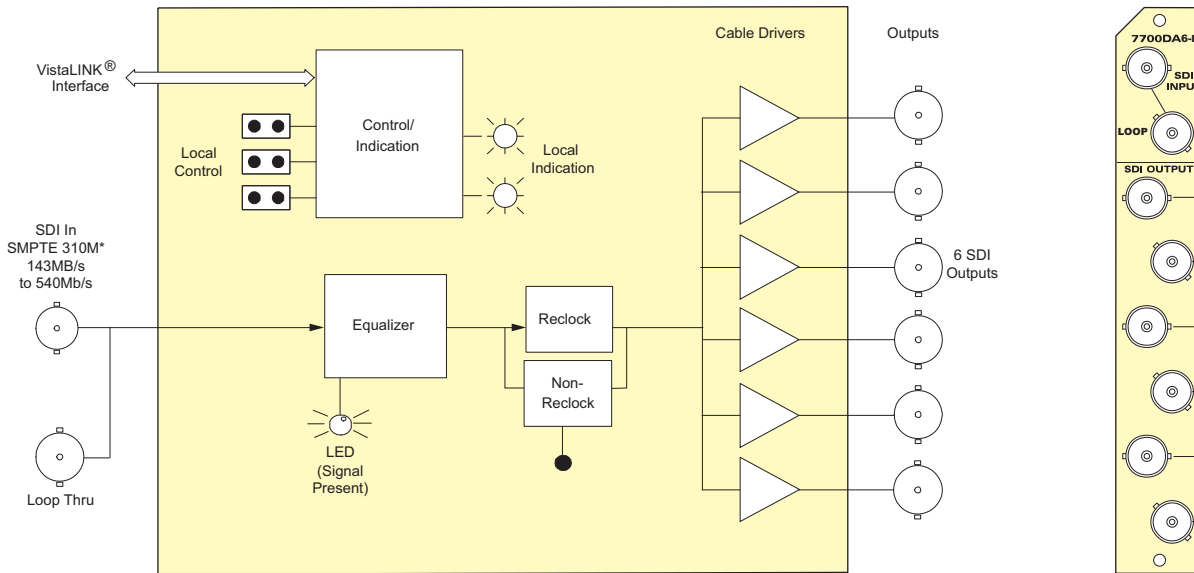 Cable Drivers
Outputs
VistaLINK®
Interface
Control/
Indication
Local
Control
Local
Indication
SDI In
SMPTE 310M*
143MB/s
to 540Mb/s
Equalizer
Reclock
Non-
Reclock
6 SDI
Outputs
LED
(Signal
Present)
Loop Thru
SDI
LOOP
SDI OUTPUT